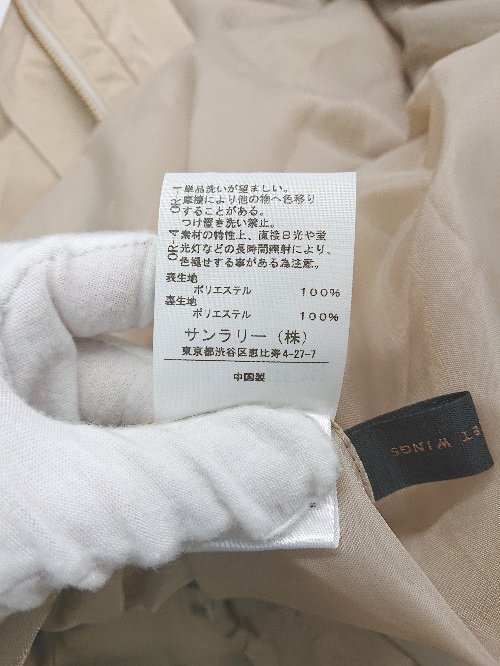 OR-1 単品洗いが望ましい。
摩擦により他の物へ色移り
することがある。
つけ置き洗い禁止。
OR-4 素材の特性上、直接日光や蛍
光灯などの長時間照射により、
色褪せする事がある為注意。
表生地
ポリエステル 100%
裏生地
ポリエステル 100%
サンラリー(株)
東京都渋谷区恵比寿4-27-7
中国製
ET WINGS